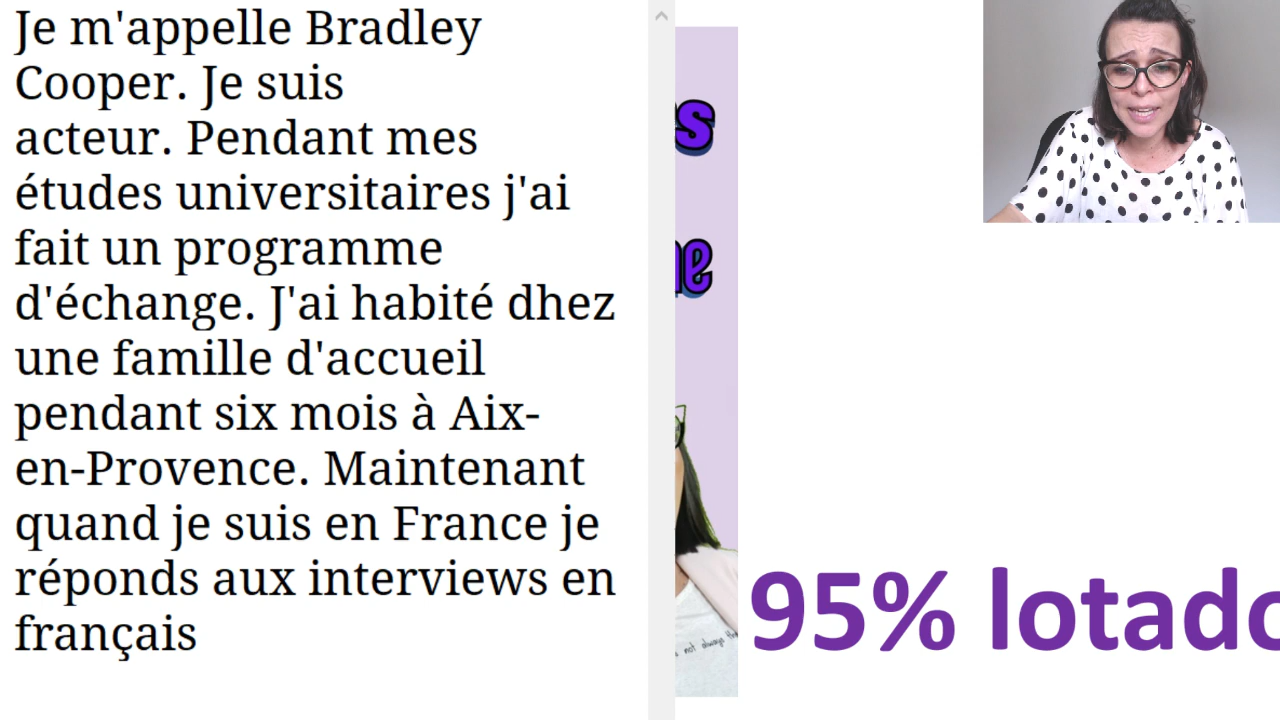 Je m'appelle Bradley
Cooper. Je suis
acteur. Pendant mes
études universitaires j'ai
fait un programme
d'échange. J'ai habité dhez
une famille d'accueil
pendant six mois à Aix-
en-Provence. Maintenant
quand je suis en France je
réponds aux interviews en
français
s
e
95% lotado